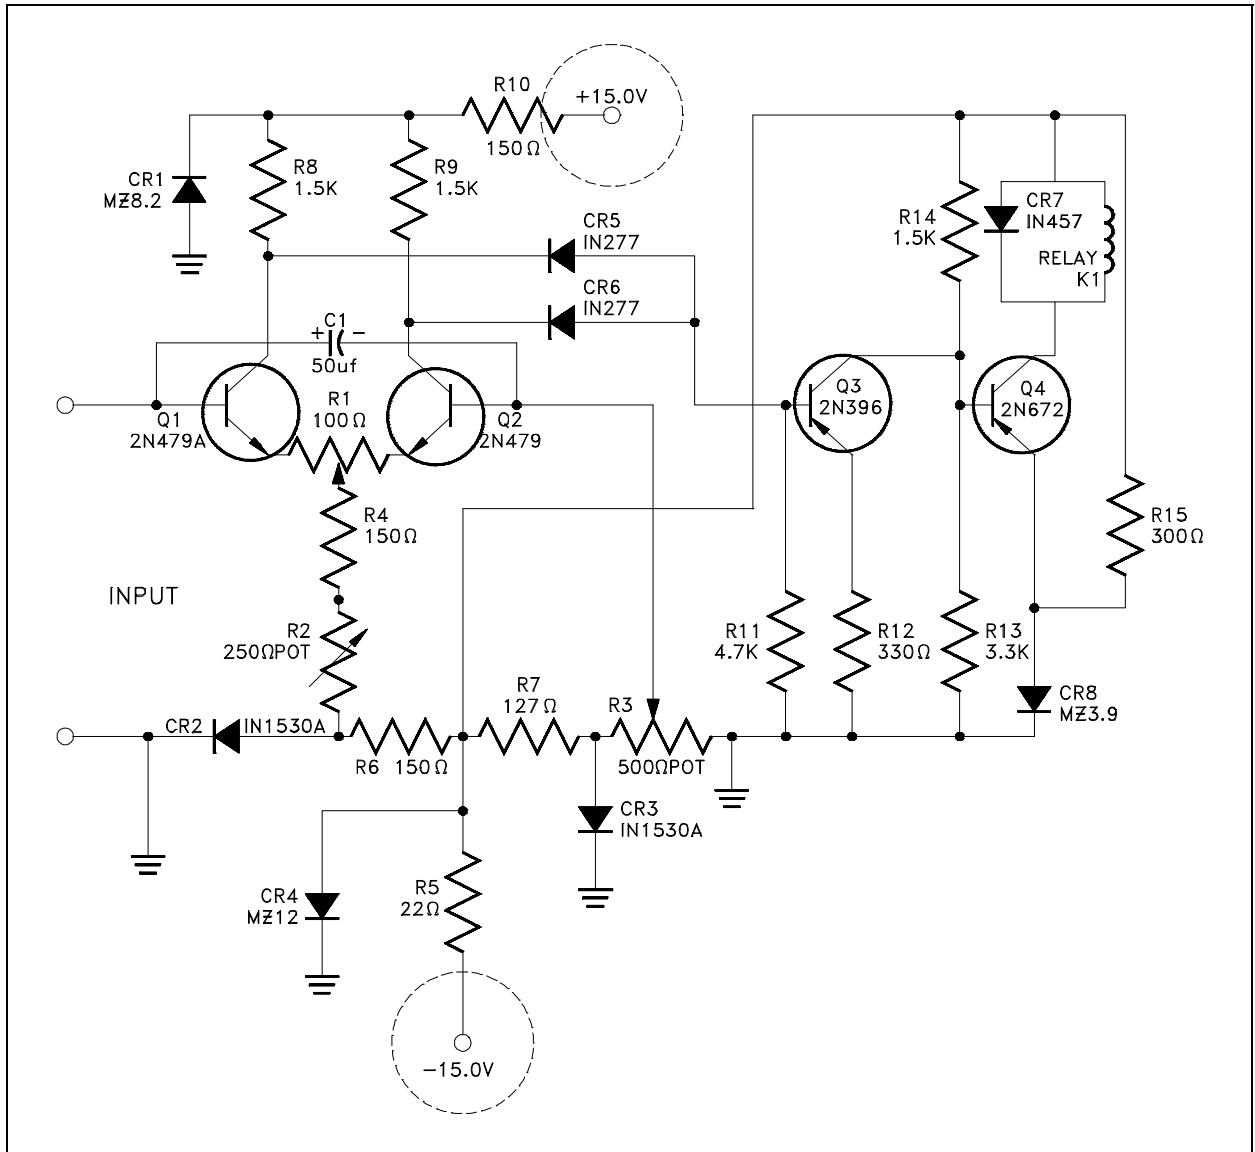 R10
+15.0V
150Ω
R8
1.5K
R9
1.5K
CR1
MZ8.2
CR5
IN277
CR6
IN277
R14
1.5K
CR7
IN457
RELAY
K1
+ C1 −
50uf
R1
100Ω
Q1
2N479A
Q2
2N479
Q3
2N396
Q4
2N672
R4
150Ω
R15
300Ω
INPUT
R2
250ΩPOT
R11
4.7K
R12
330Ω
R13
3.3K
R7
127Ω
R3
CR8
MZ3.9
CR2
IN1530A
R6 150Ω
500ΩPOT
CR3
IN1530A
CR4
MZ12
R5
22Ω
−15.0V